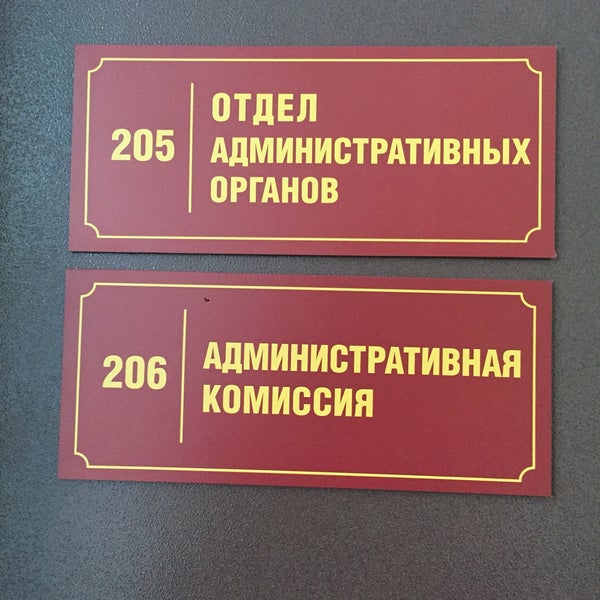 205
ОТДЕЛ
АДМИНИСТРАТИВНЫХ
ОРГАНОВ
206
АДМИНИСТРАТИВНАЯ
КОМИССИЯ